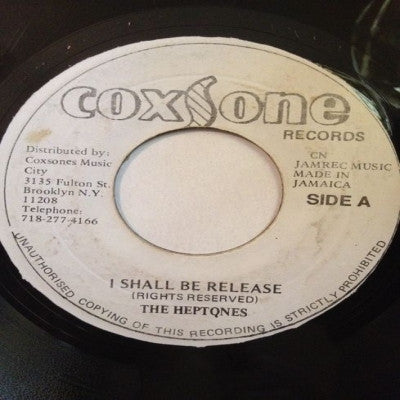 coxsone
RECORDS
Distributed by:
Coxsones Music
City
3135 Fulton St.
Brooklyn N.Y.
11208
Telephone:
718-277-4166
CN
JAMREC MUSIC
MADE IN
JAMAICA
SIDE A
I SHALL BE RELEASE
(RIGHTS RESERVED)
THE HEPTONES
UNAUTHORISED COPYING OF THIS RECORDING IS STRICTLY PROHIBITED